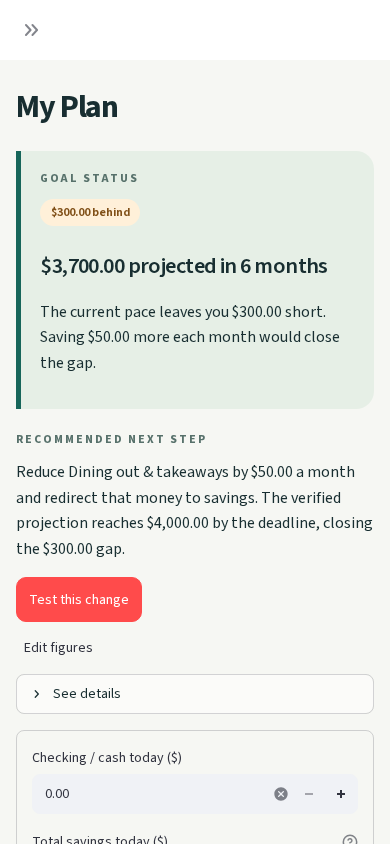 My Plan
GOAL STATUS
$300.00 behind
$3,700.00 projected in 6 months
The current pace leaves you $300.00 short.
Saving $50.00 more each month would close
the gap.
RECOMMENDED NEXT STEP
Reduce Dining out & takeaways by $50.00 a month
and redirect that money to savings. The verified
projection reaches $4,000.00 by the deadline, closing
the $300.00 gap.
Test this change
Edit figures
See details
Checking / cash today ($)
0.00
Total savings today ($)